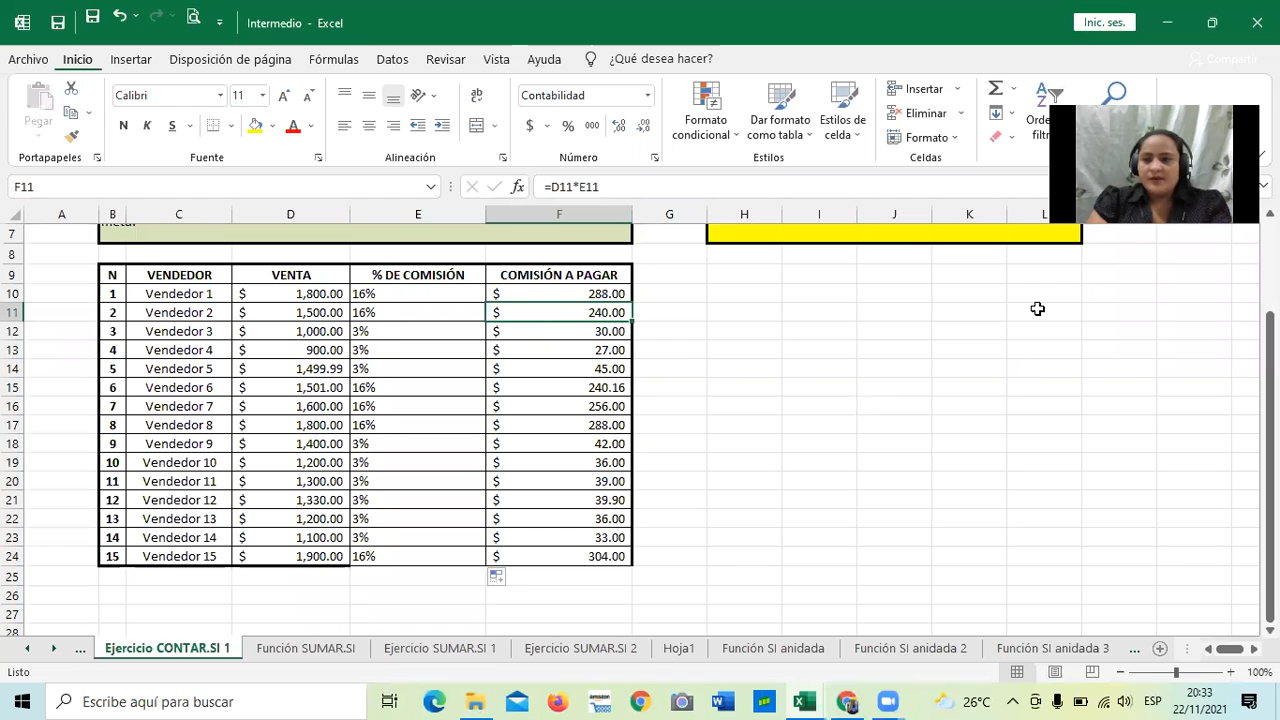 Intermedio - Excel
Inic. ses.
Archivo Inicio Insertar Disposición de página Fórmulas Datos Revisar Vista Ayuda ¿Qué desea hacer? Compartir
Pegar
Calibri 11
N K S
ab
Contabilidad
$ % 000
Formato condicional
Dar formato como tabla
Estilos de celda
Insertar
Eliminar
Formato
Portapapeles Fuente Alineación Número Estilos Celdas
F11 fx =D11*E11
A B C D E F G H I J K L
7
8
9 N VENDEDOR VENTA % DE COMISIÓN COMISIÓN A PAGAR
10 1 Vendedor 1 $ 1,800.00 16% $ 288.00
11 2 Vendedor 2 $ 1,500.00 16% $ 240.00
12 3 Vendedor 3 $ 1,000.00 3% $ 30.00
13 4 Vendedor 4 $ 900.00 3% $ 27.00
14 5 Vendedor 5 $ 1,499.99 3% $ 45.00
15 6 Vendedor 6 $ 1,501.00 16% $ 240.16
16 7 Vendedor 7 $ 1,600.00 16% $ 256.00
17 8 Vendedor 8 $ 1,800.00 16% $ 288.00
18 9 Vendedor 9 $ 1,400.00 3% $ 42.00
19 10 Vendedor 10 $ 1,200.00 3% $ 36.00
20 11 Vendedor 11 $ 1,300.00 3% $ 39.00
21 12 Vendedor 12 $ 1,330.00 3% $ 39.90
22 13 Vendedor 13 $ 1,200.00 3% $ 36.00
23 14 Vendedor 14 $ 1,100.00 3% $ 33.00
24 15 Vendedor 15 $ 1,900.00 16% $ 304.00
25
26
27
28
... Ejercicio CONTAR.SI 1 Función SUMAR.SI Ejercicio SUMAR.SI 1 Ejercicio SUMAR.SI 2 Hoja1 Función SI anidada Función SI anidada 2 Función SI anidada 3 ...
Listo 100%
Escribe aquí para buscar 26°C ESP 20:33
22/11/2021